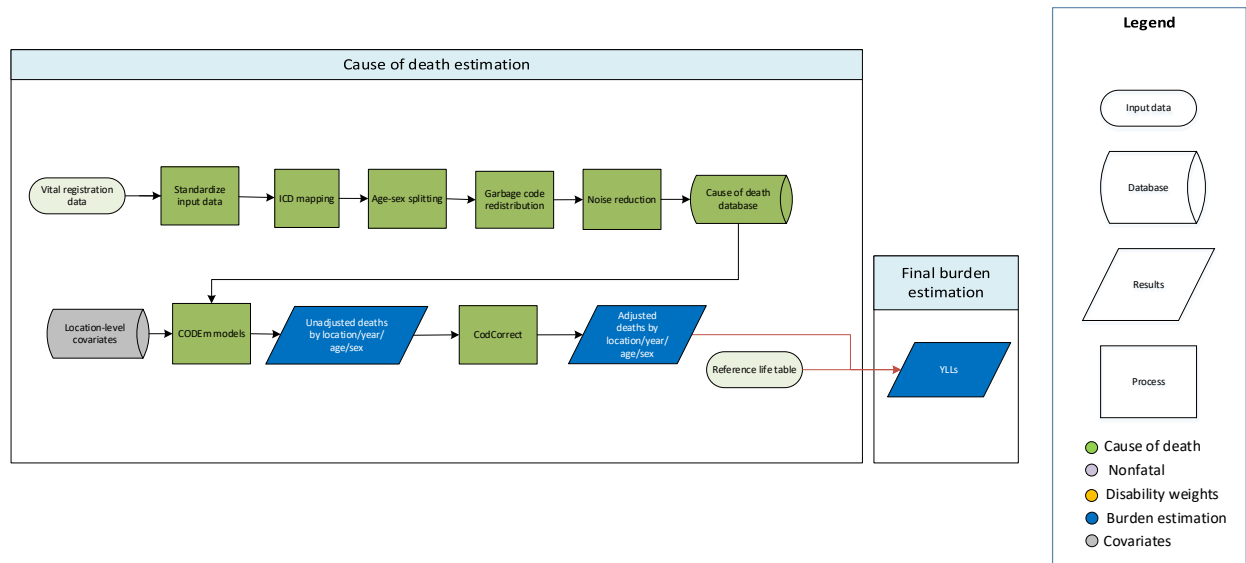 Cause of death estimation
Vital registration
data
Standardize
input data
ICD mapping
Age-sex splitting
Garbage code
redistribution
Noise reduction
Cause of death
database
Location-level
covariates
CODEm models
Unadjusted deaths
by location/year/
age/sex
CodCorrect
Adjusted
deaths by
location/year/
age/sex
Reference life table
Final burden
estimation
YLLs
Legend
Input data
Database
Results
Process
Cause of death
Nonfatal
Disability weights
Burden estimation
Covariates